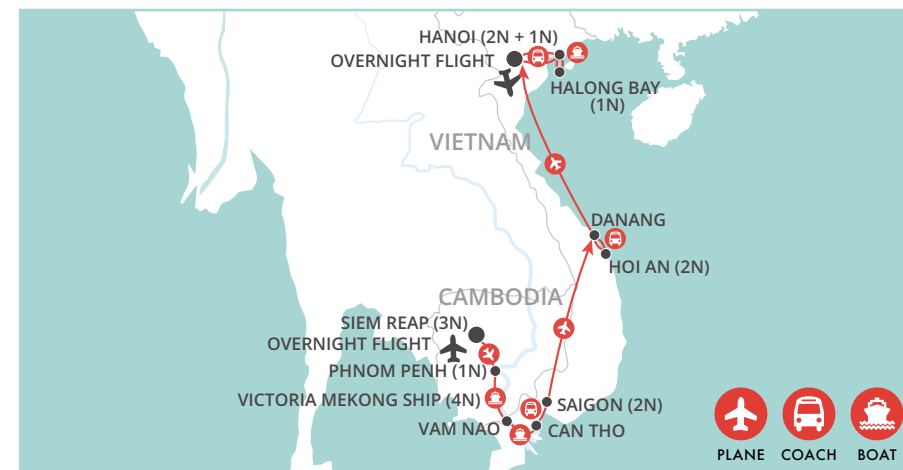 HANOI (2N + 1N)
OVERNIGHT FLIGHT
HALONG BAY
(1N)
VIETNAM
DANANG
HOI AN (2N)
CAMBODIA
SIEM REAP (3N)
OVERNIGHT FLIGHT
PHNOM PENH (1N)
VICTORIA MEKONG SHIP (4N)
SAIGON (2N)
VAM NAO
CAN THO
PLANE
COACH
BOAT